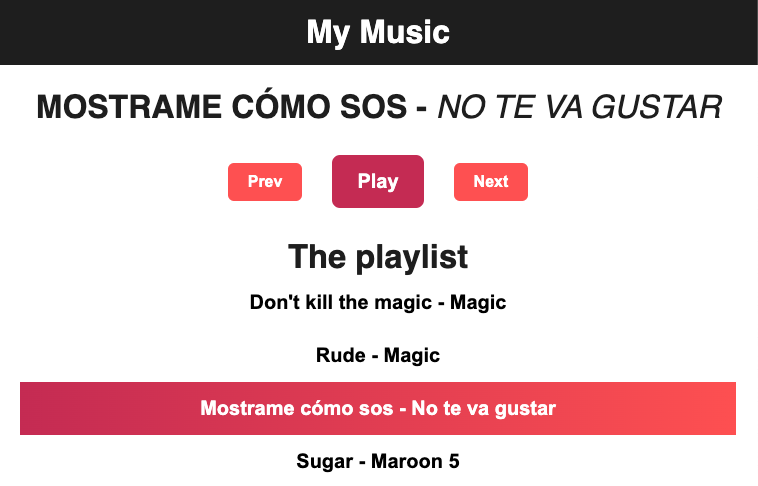 My Music
MOSTRAME CÓMO SOS - NO TE VA GUSTAR
Prev
Play
Next
The playlist
Don't kill the magic - Magic
Rude - Magic
Mostrame cómo sos - No te va gustar
Sugar - Maroon 5